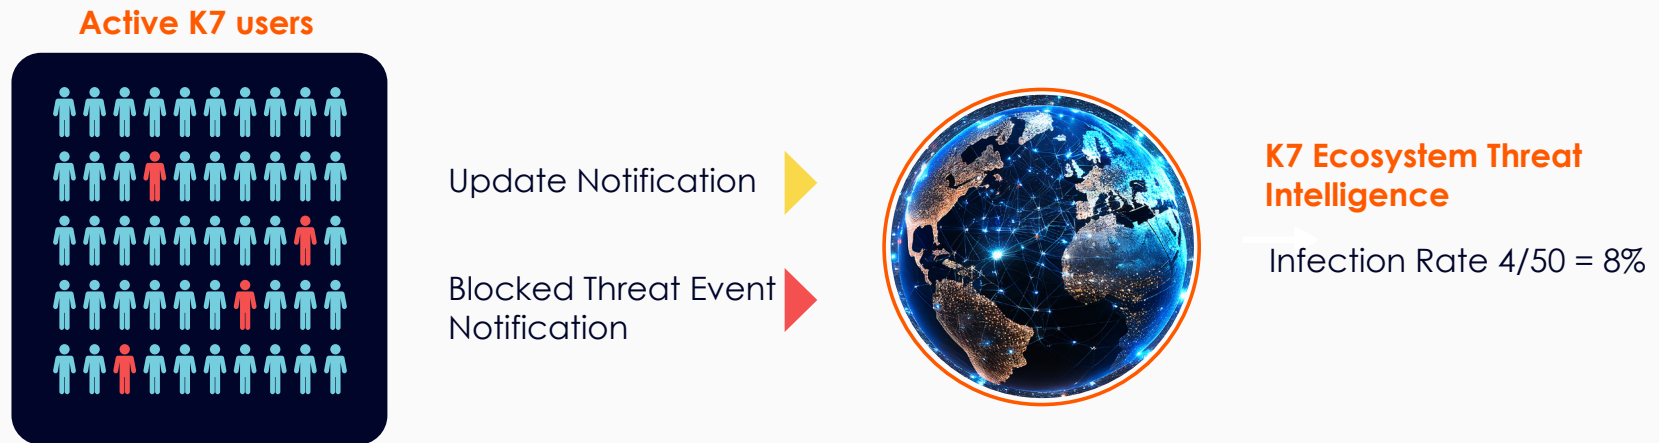 Active K7 users
Update Notification
Blocked Threat Event
Notification
K7 Ecosystem Threat
Intelligence
Infection Rate 4/50 = 8%